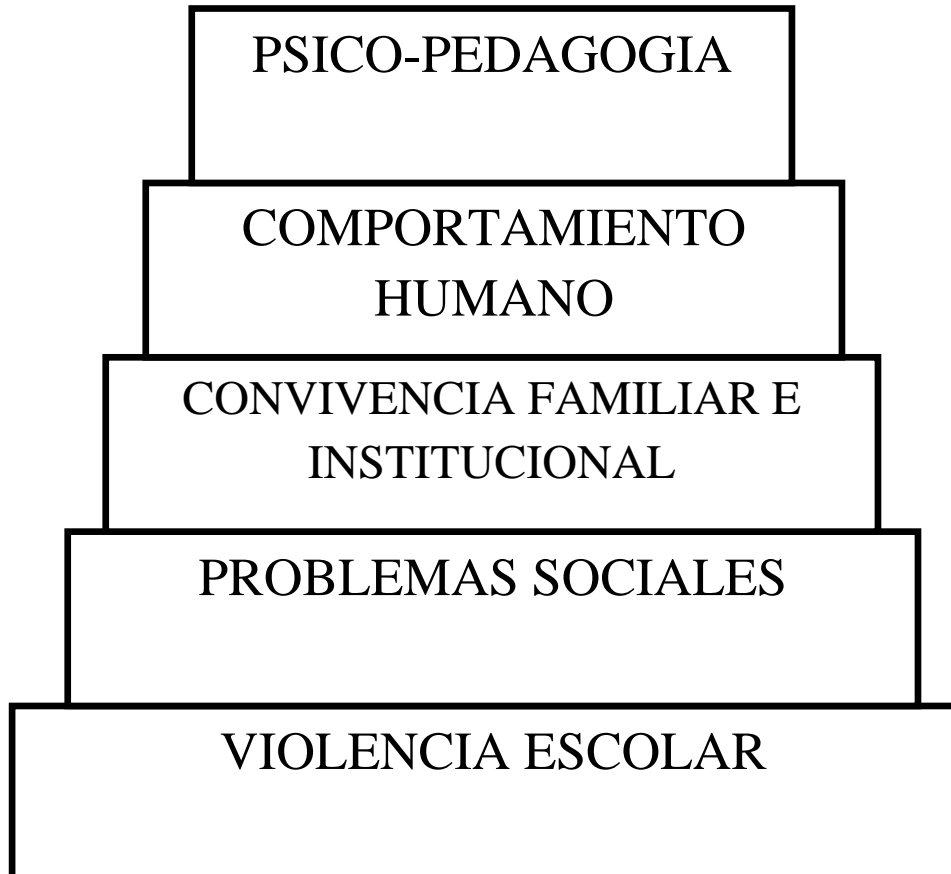 PSICO-PEDAGOGIA
COMPORTAMIENTO
HUMANO
CONVIVENCIA FAMILIAR E
INSTITUCIONAL
PROBLEMAS SOCIALES
VIOLENCIA ESCOLAR